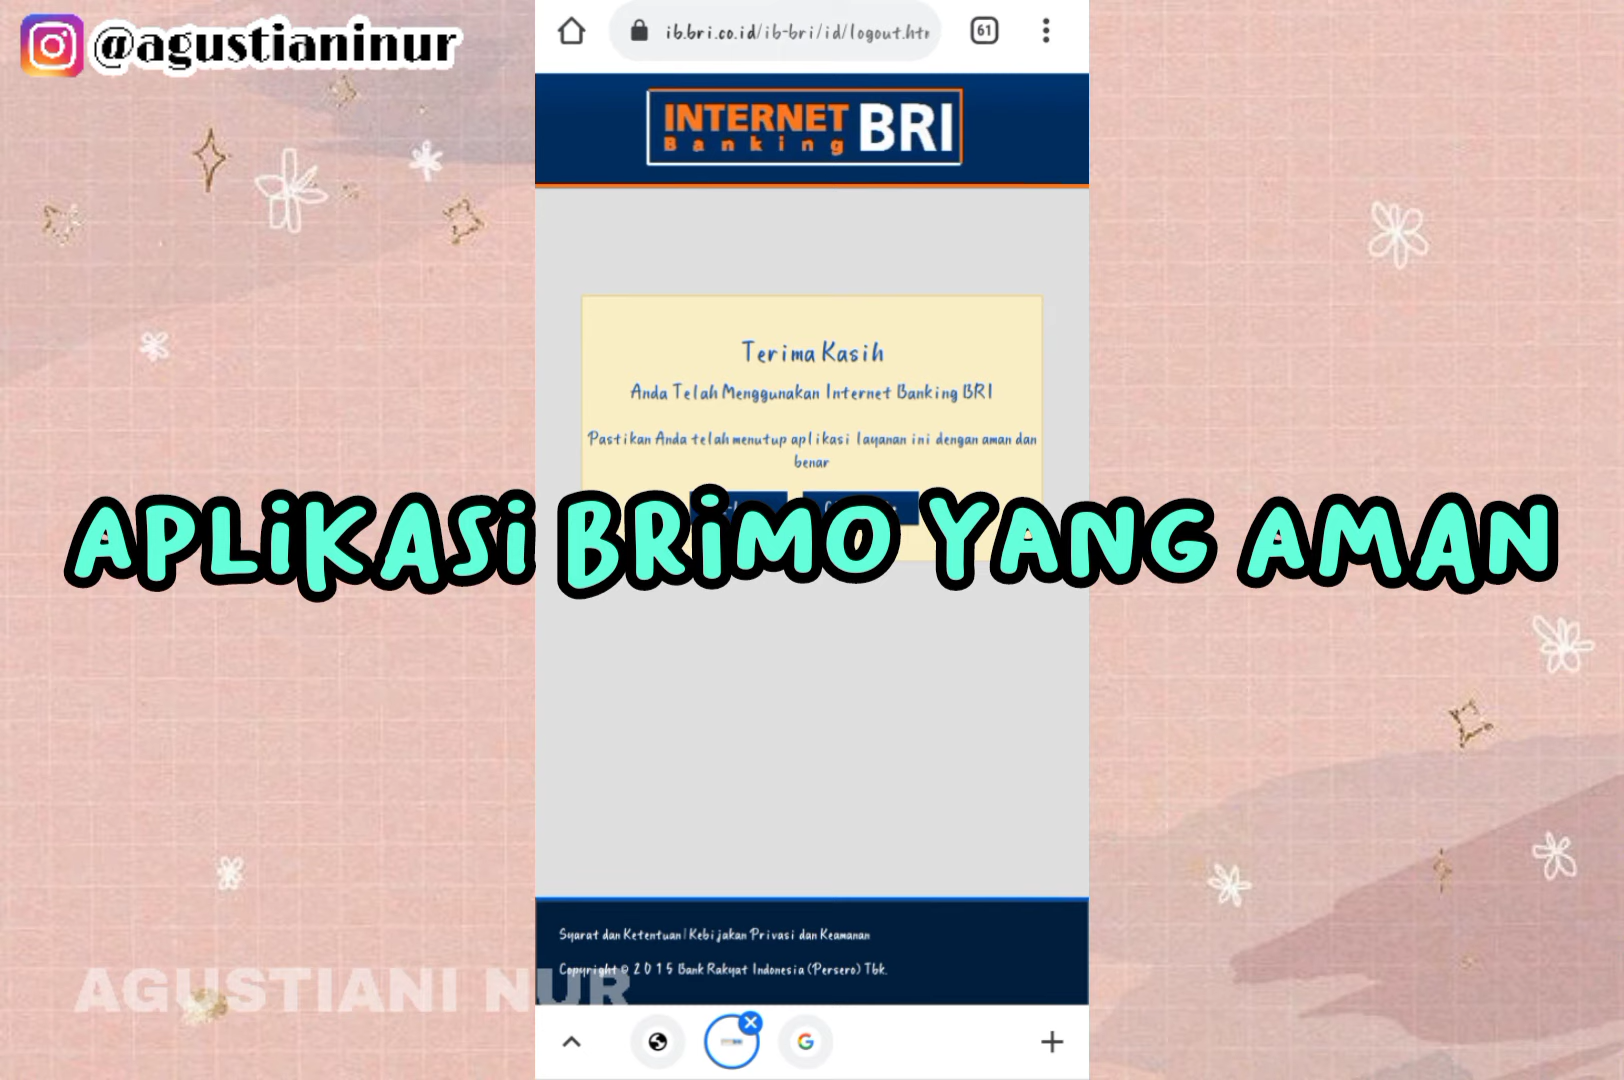 @agustianinur
61
ib.bri.co.id/ib-bri/id/logout.htm
INTERNET
Banking
BRI
Terima Kasih
Anda Telah Menggunakan Internet Banking BRI
Pastikan Anda telah menutup aplikasi layanan ini dengan aman dan
benar
APLIKASI BRIMO YANG AMAN
Syarat dan Ketentuan | Kebijakan Privasi dan Keamanan
Copyright © 2015 Bank Rakyat Indonesia (Persero) Tbk.
AGUSTIANI NUR